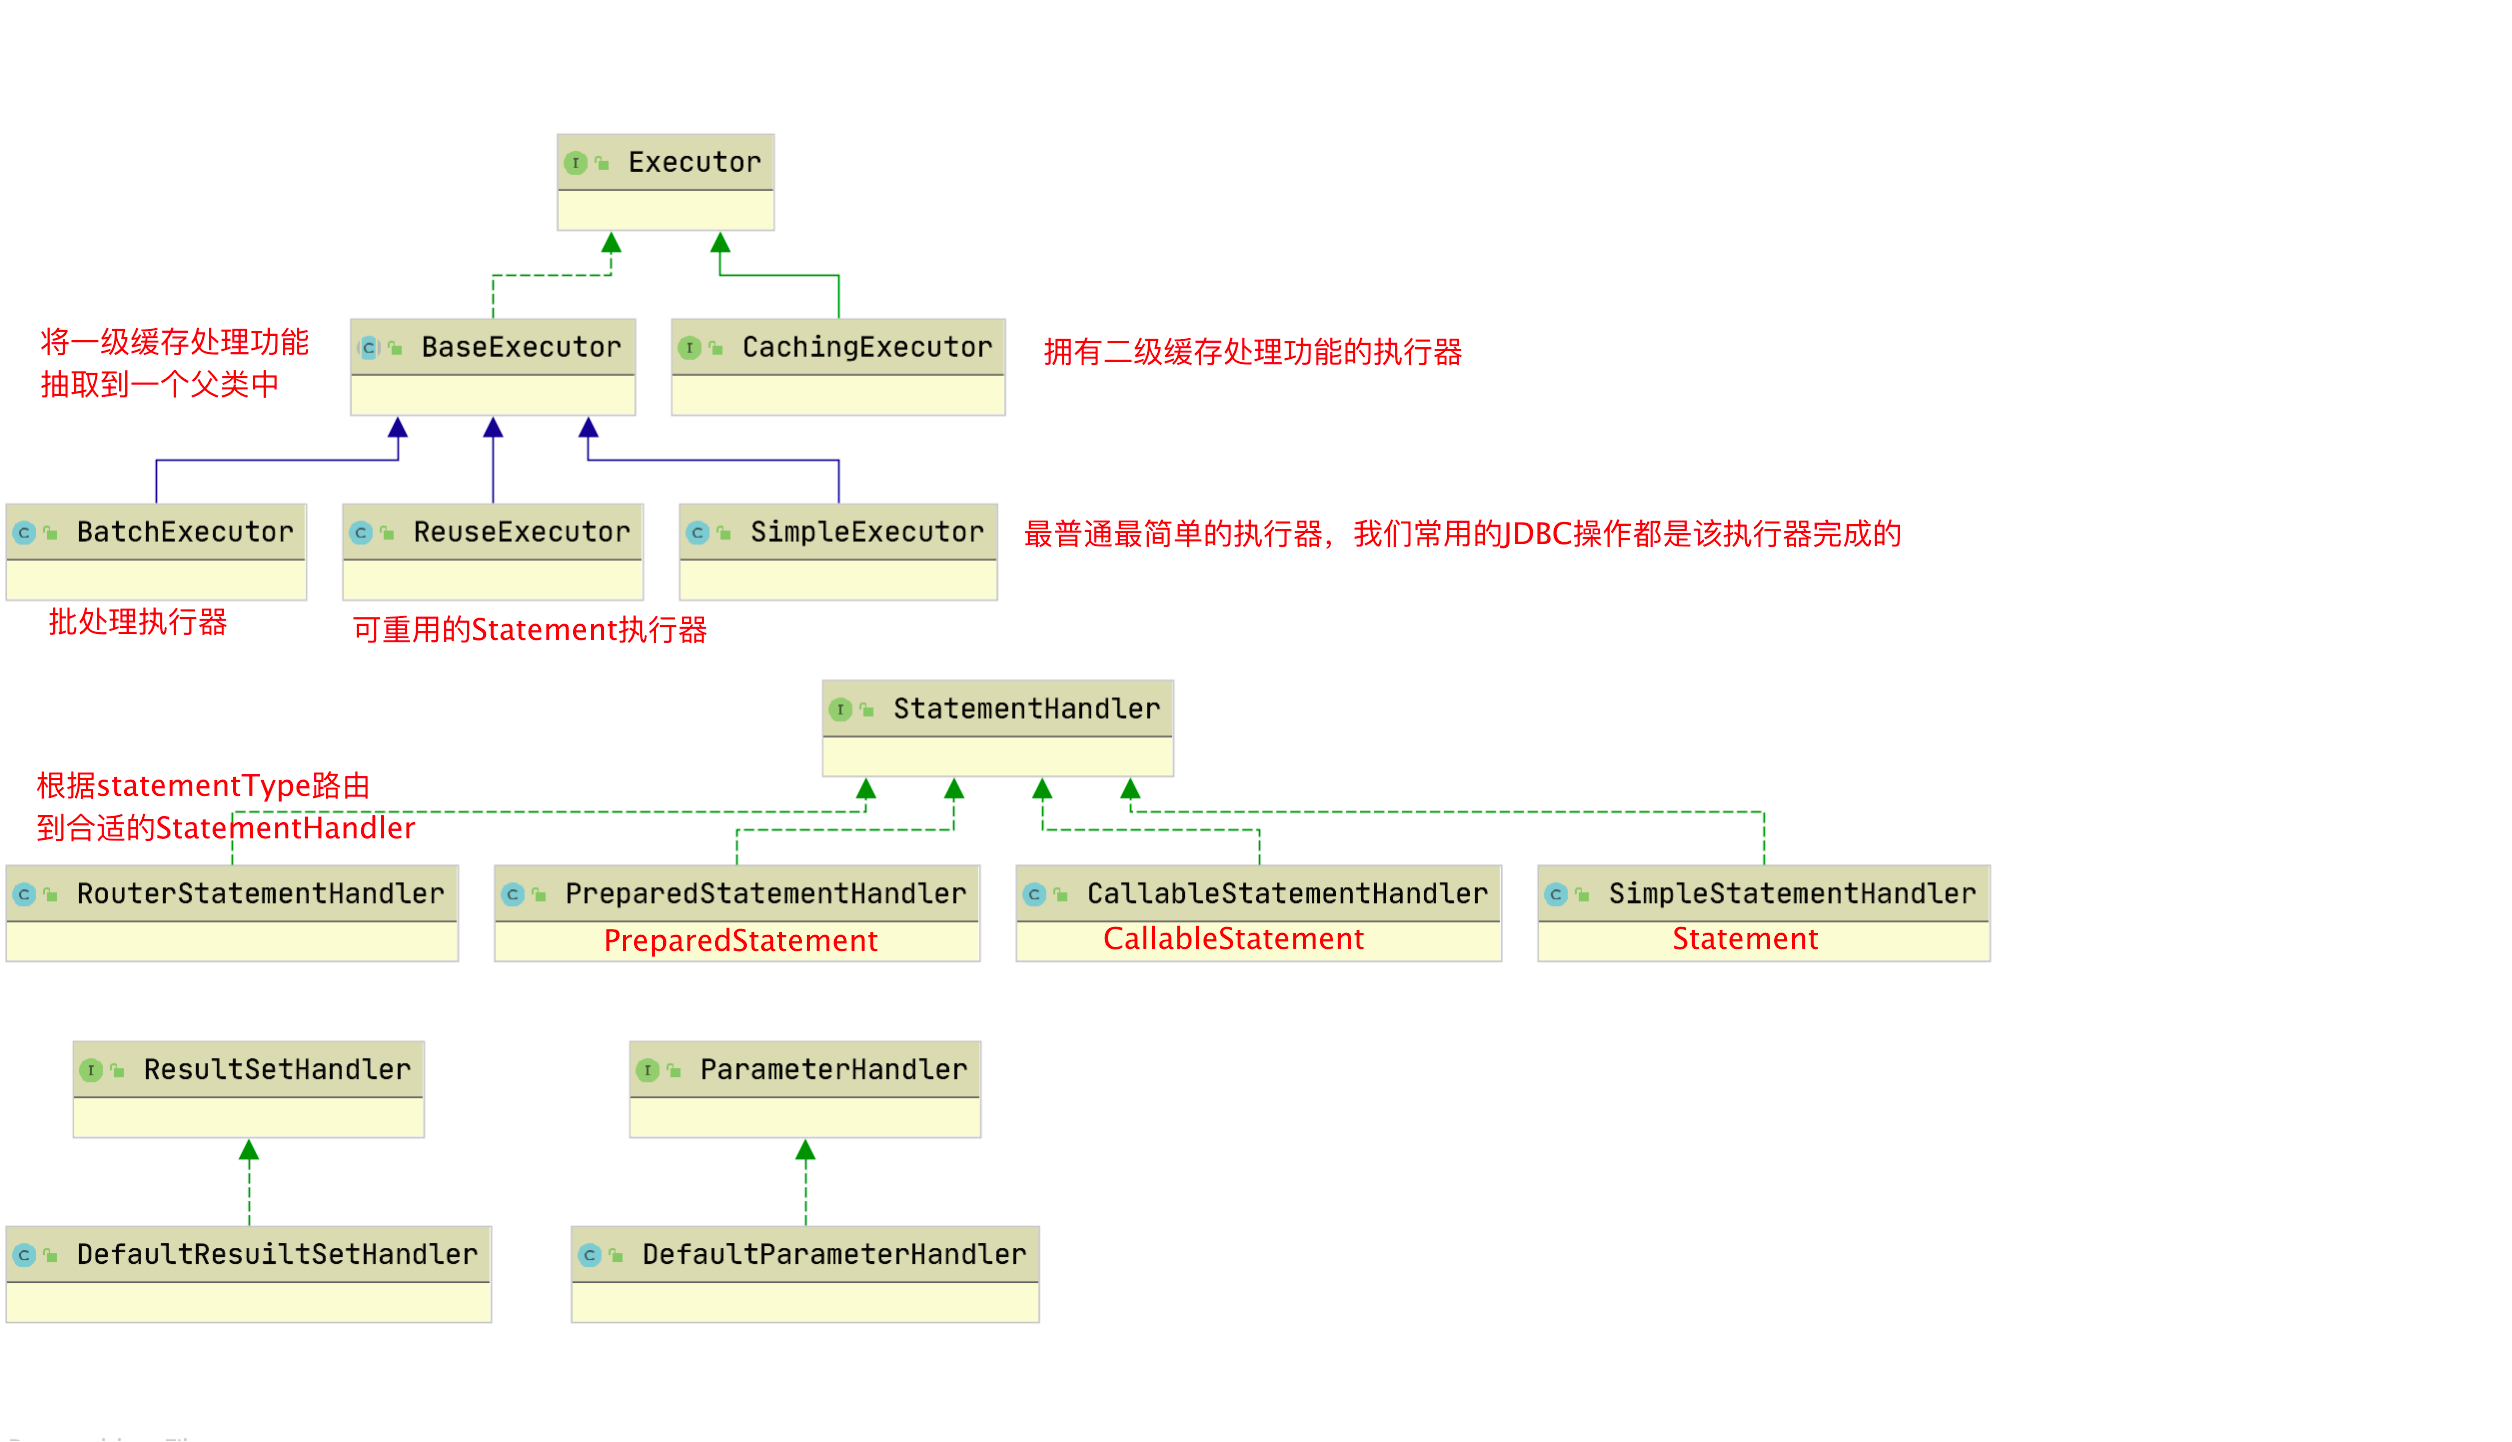 Executor
BaseExecutor
CachingExecutor
将一级缓存处理功能
抽取到一个父类中
拥有二级缓存处理功能的执行器
BatchExecutor
ReuseExecutor
SimpleExecutor
最普通最简单的执行器，我们常用的JDBC操作都是该执行器完成的
批处理执行器
可重用的Statement执行器
StatementHandler
根据statementType路由
到合适的StatementHandler
RouterStatementHandler
PreparedStatementHandler
CallableStatementHandler
SimpleStatementHandler
PreparedStatement
CallableStatement
Statement
ResultSetHandler
ParameterHandler
DefaultResuiltSetHandler
DefaultParameterHandler